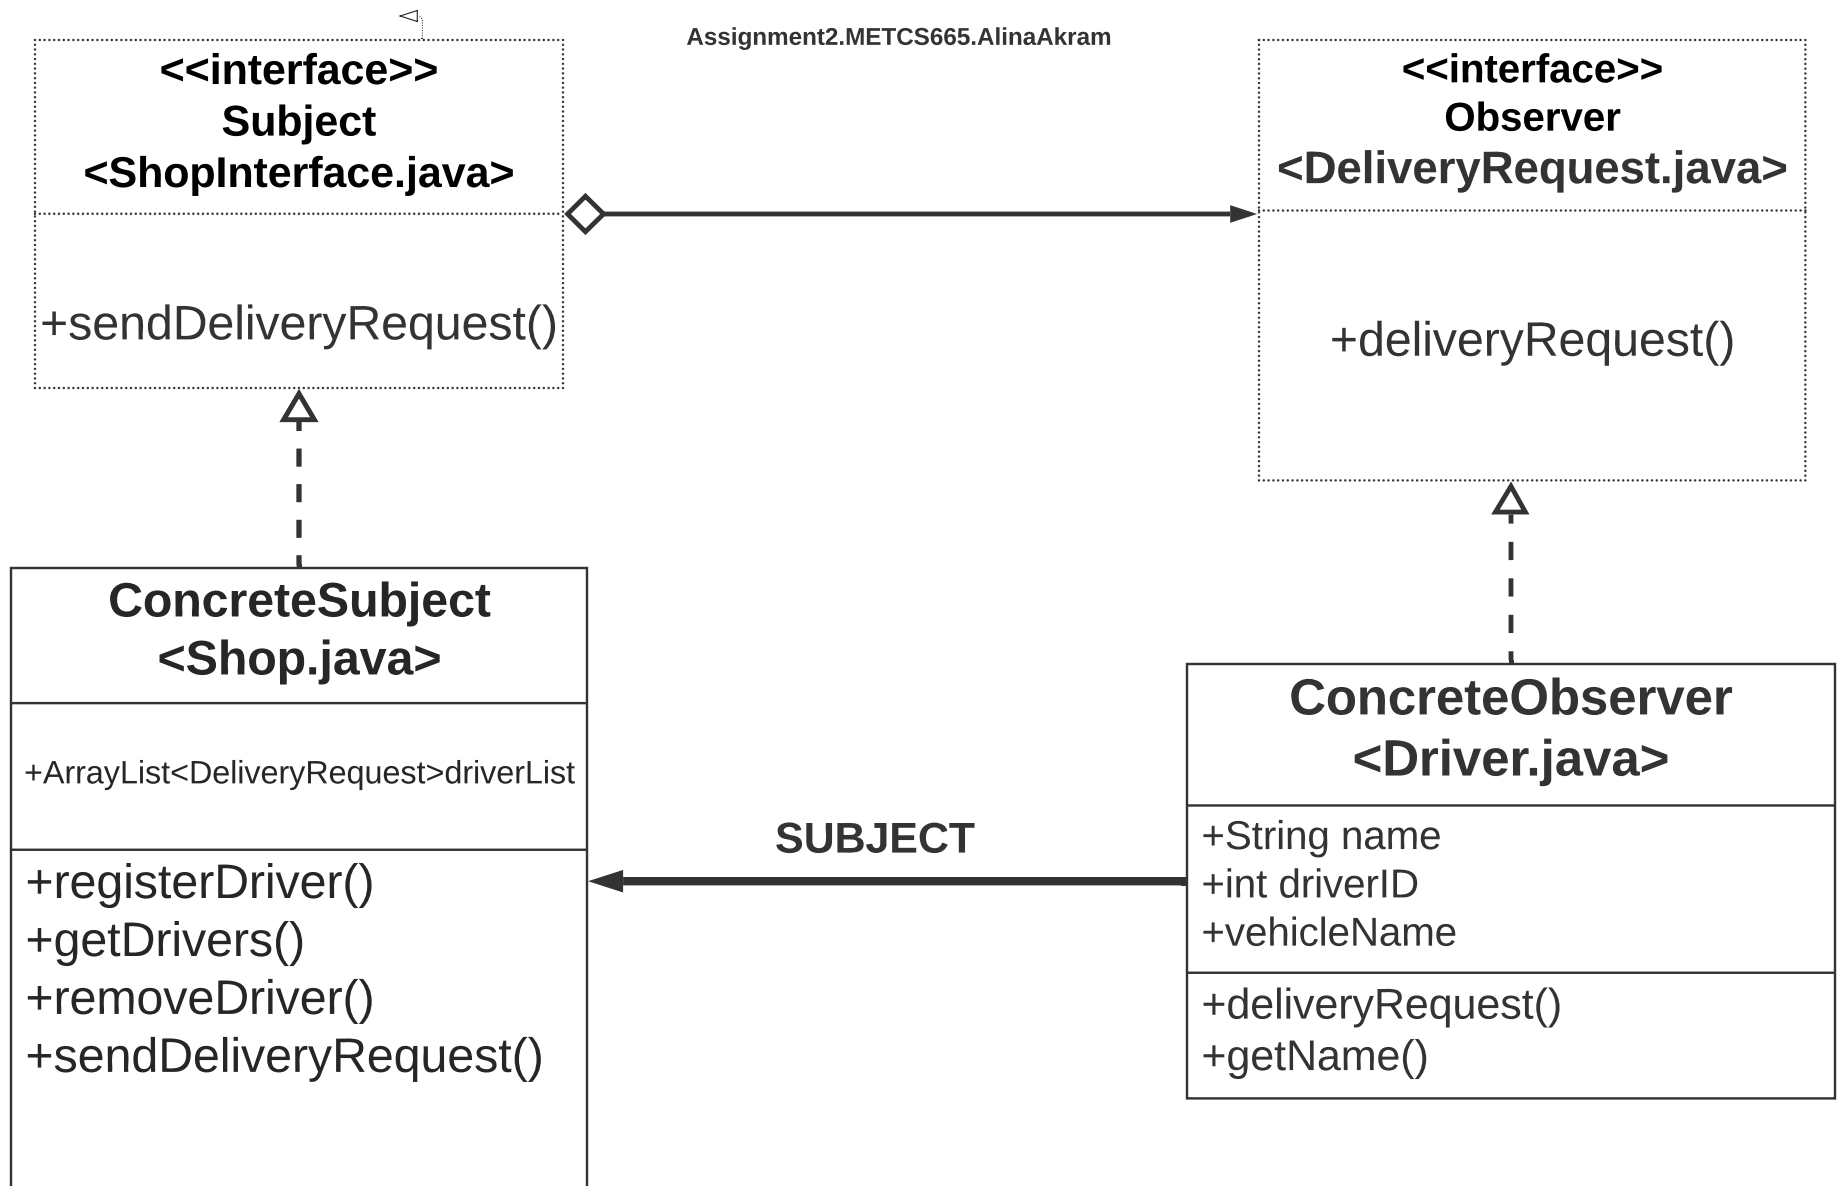 Assignment2.METCS665.AlinaAkram
<<interface>>
Subject
<ShopInterface.java>
+sendDeliveryRequest()
<<interface>>
Observer
<DeliveryRequest.java>
+deliveryRequest()
ConcreteSubject
<Shop.java>
+ArrayList<DeliveryRequest>driverList
+registerDriver()
+getDrivers()
+removeDriver()
+sendDeliveryRequest()
SUBJECT
ConcreteObserver
<Driver.java>
+String name
+int driverID
+vehicleName
+deliveryRequest()
+getName()